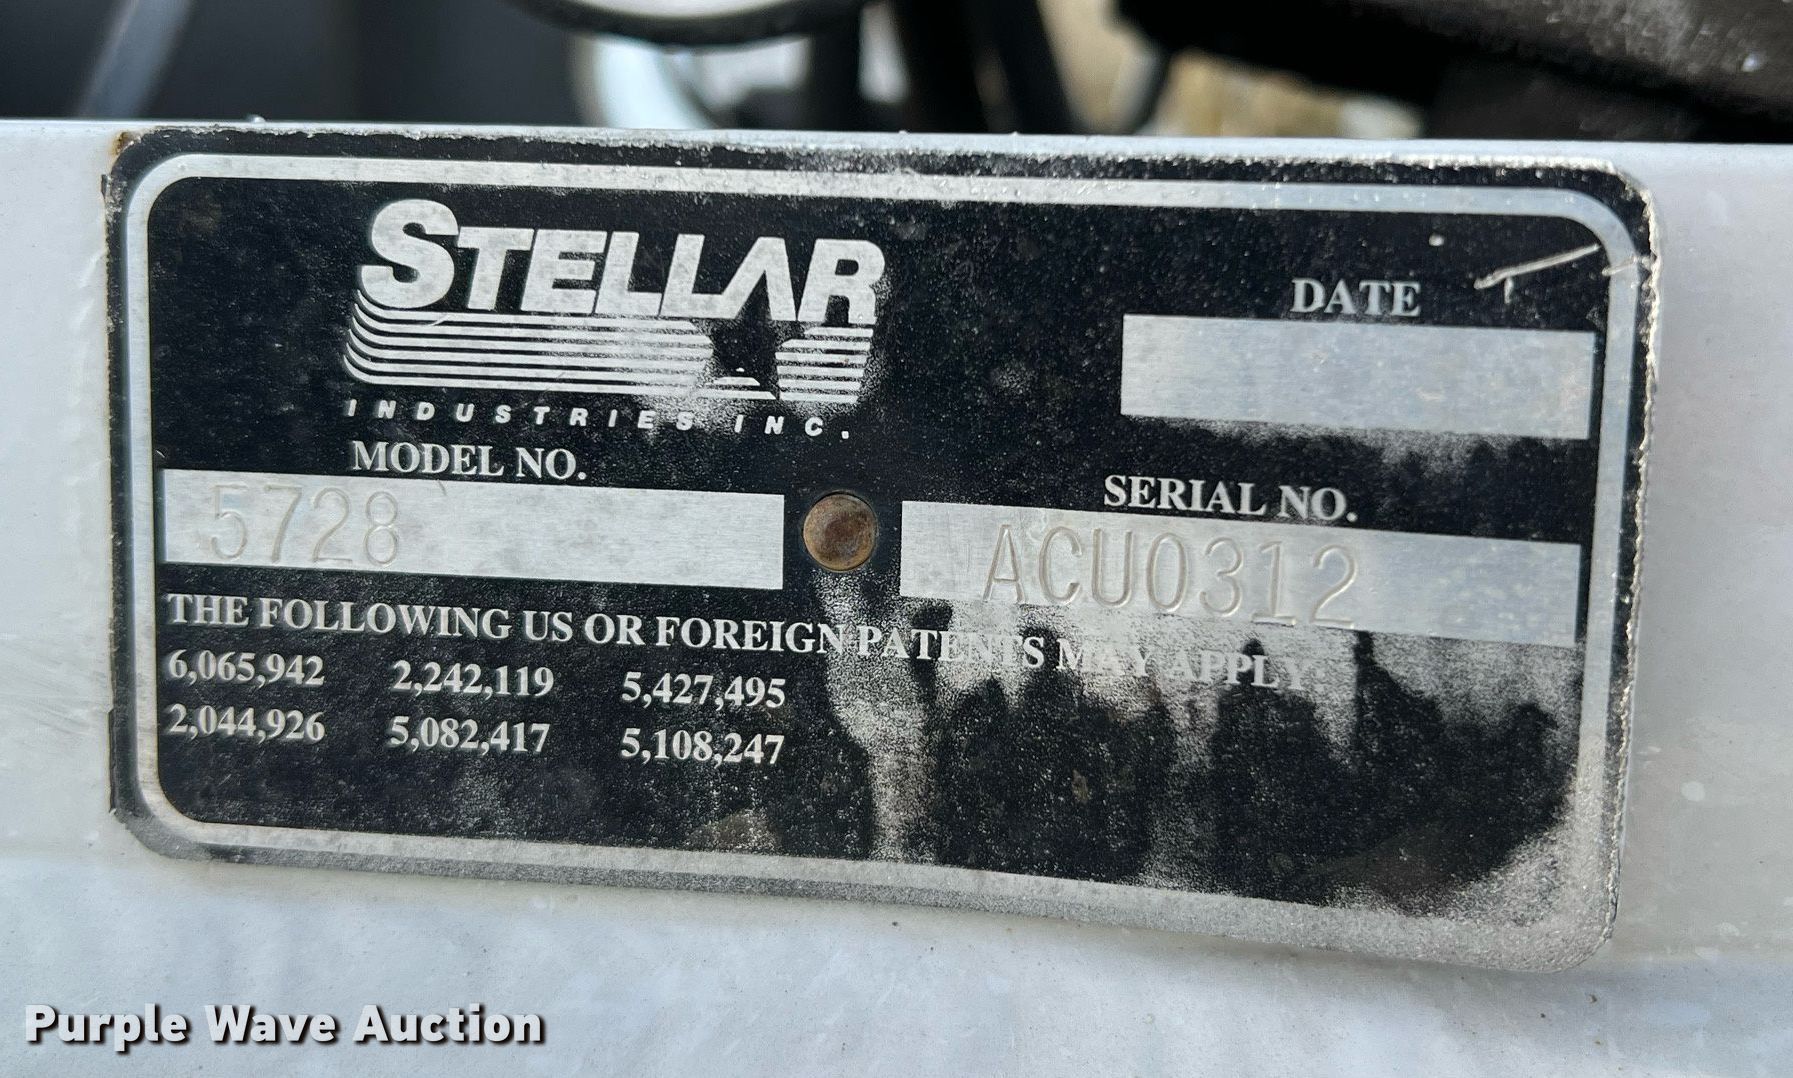 STELLAR
INDUSTRIES INC.
DATE
MODEL NO.
5728
SERIAL NO.
ACU0312
THE FOLLOWING US OR FOREIGN PATENTS MAY APPLY:
6,065,942 2,242,119 5,427,495
2,044,926 5,082,417 5,108,247
Purple Wave Auction